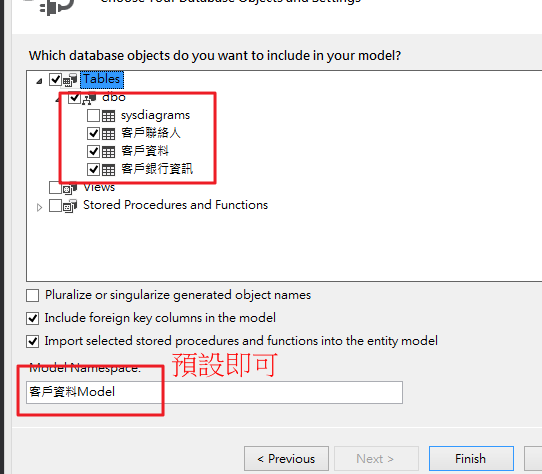 Choose Your Database Objects and Settings
Which database objects do you want to include in your model?
Tables
dbo
sysdiagrams
客戶聯絡人
客戶資料
客戶銀行資訊
Views
Stored Procedures and Functions
Pluralize or singularize generated object names
Include foreign key columns in the model
Import selected stored procedures and functions into the entity model
Model Namespace:
預設即可
客戶資料Model
< Previous
Next >
Finish